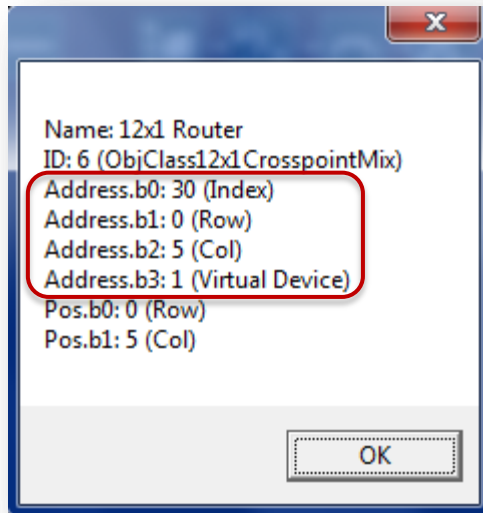 Name: 12x1 Router
ID: 6 (ObjClass12x1CrosspointMix)
Address.b0: 30 (Index)
Address.b1: 0 (Row)
Address.b2: 5 (Col)
Address.b3: 1 (Virtual Device)
Pos.b0: 0 (Row)
Pos.b1: 5 (Col)
OK